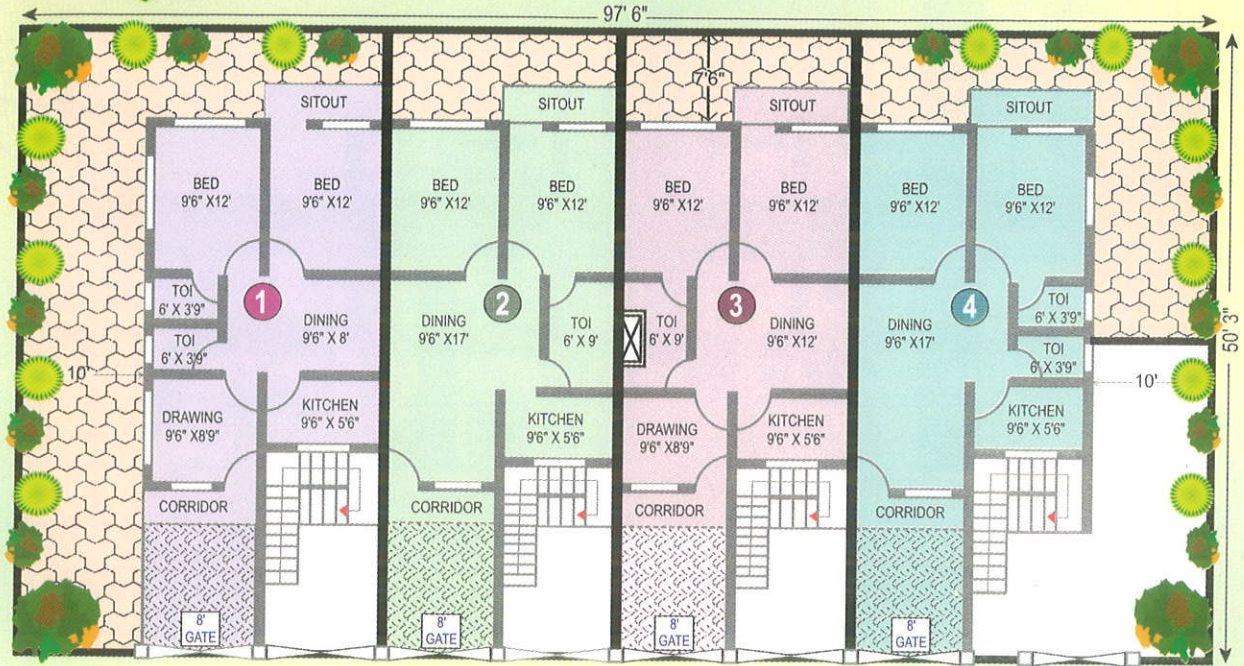 97' 6"
7'6"
SITOUT
SITOUT
SITOUT
SITOUT
BED
9'6" X12'
BED
9'6" X12'
BED
9'6" X12'
BED
9'6" X12'
BED
9'6" X12'
BED
9'6" X12'
BED
9'6" X12'
BED
9'6" X12'
TOI
6' X 3'9"
1
DINING
9'6" X 8'
TOI
6' X 3'9"
10'
DRAWING
9'6" X8'9"
KITCHEN
9'6" X 5'6"
CORRIDOR
8'
GATE
2
DINING
9'6" X17'
TOI
6' X 9'
KITCHEN
9'6" X 5'6"
CORRIDOR
8'
GATE
3
TOI
6' X 9'
DINING
9'6" X12'
DRAWING
9'6" X8'9"
KITCHEN
9'6" X 5'6"
CORRIDOR
8'
GATE
4
DINING
9'6" X17'
TOI
6' X 3'9"
TOI
6' X 3'9"
10'
KITCHEN
9'6" X 5'6"
CORRIDOR
8'
GATE
50' 3"